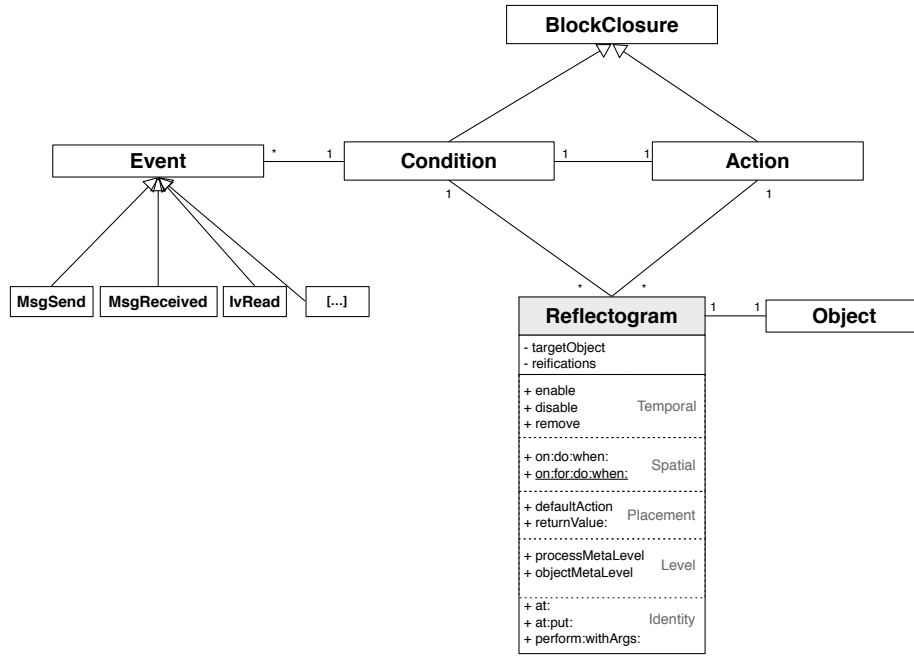 BlockClosure
Event
*
1
Condition
1
1
Action
1
1
MsgSend
MsgReceived
IvRead
[...]
*
*
Reflectogram
1
1
Object
- targetObject
- reifications
+ enable
+ disable
Temporal
+ remove
+ on:do:when:
Spatial
+ on:for:do:when:
+ defaultAction
Placement
+ returnValue:
+ processMetaLevel
Level
+ objectMetaLevel
+ at:
+ at:put:
Identity
+ perform:withArgs: